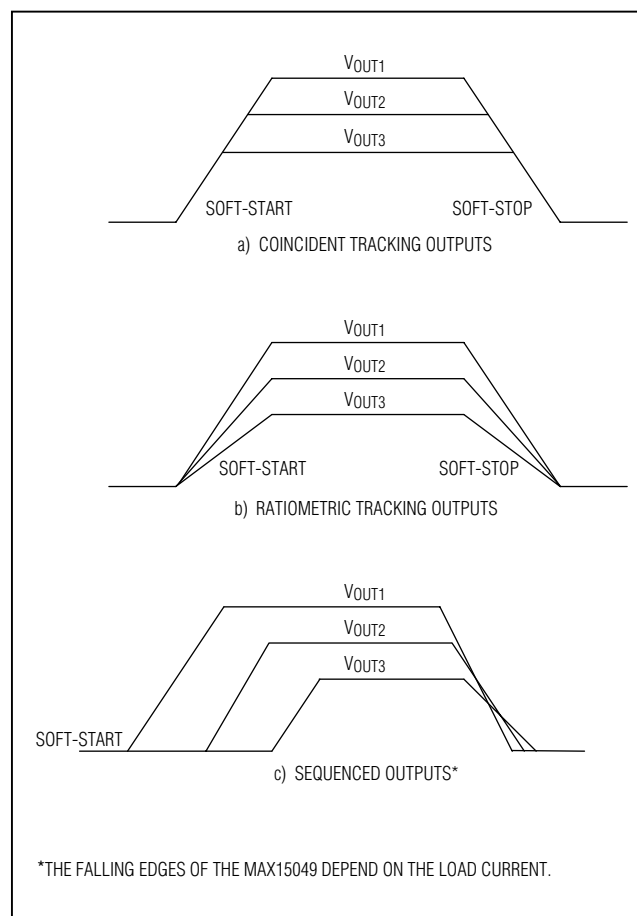 VOUT1
VOUT2
VOUT3
SOFT-START SOFT-STOP
a) COINCIDENT TRACKING OUTPUTS
VOUT1
VOUT2
VOUT3
SOFT-START SOFT-STOP
b) RATIOMETRIC TRACKING OUTPUTS
VOUT1
VOUT2
VOUT3
SOFT-START
c) SEQUENCED OUTPUTS*
*THE FALLING EDGES OF THE MAX15049 DEPEND ON THE LOAD CURRENT.